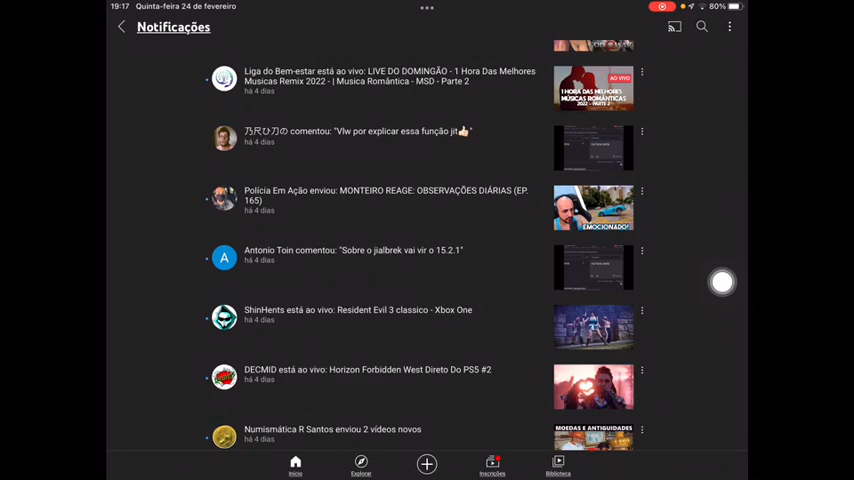 19:17 Quinta-feira 24 de fevereiro
80%
Notificações
Liga do Bem-estar está ao vivo: LIVE DO DOMINGÃO - 1 Hora Das Melhores
Musicas Remix 2022 - | Musica Romântica - MSD - Parte 2
há 4 dias
AO VIVO
1 HORA DAS MELHORES
MÚSICAS ROMÂNTICAS
2022 - PARTE 2
乃尺ひ刀の comentou: "Vlw por explicar essa função jit👍🏻"
há 4 dias
Polícia Em Ação enviou: MONTEIRO REAGE: OBSERVAÇÕES DIÁRIAS (EP.
165)
há 4 dias
EMOCIONADO!
A
Antonio Toin comentou: "Sobre o jialbrek vai vir o 15.2.1"
há 4 dias
ShinHents está ao vivo: Resident Evil 3 classico - Xbox One
há 4 dias
DECMID está ao vivo: Horizon Forbidden West Direto Do PS5 #2
há 4 dias
Numismática R Santos enviou 2 vídeos novos
há 4 dias
MOEDAS E ANTIGUIDADES
Início
Explorar
Inscrições
Biblioteca